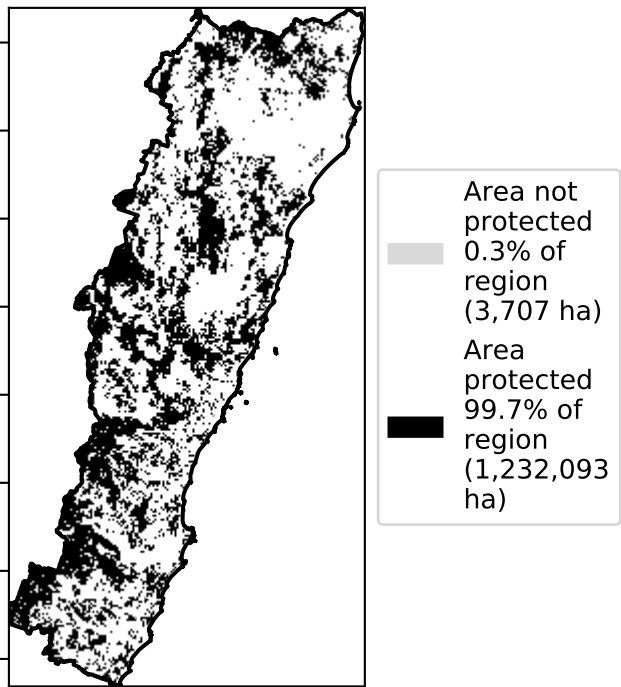 Area not
protected
0.3% of
region
(3,707 ha)
Area
protected
99.7% of
region
(1,232,093
ha)